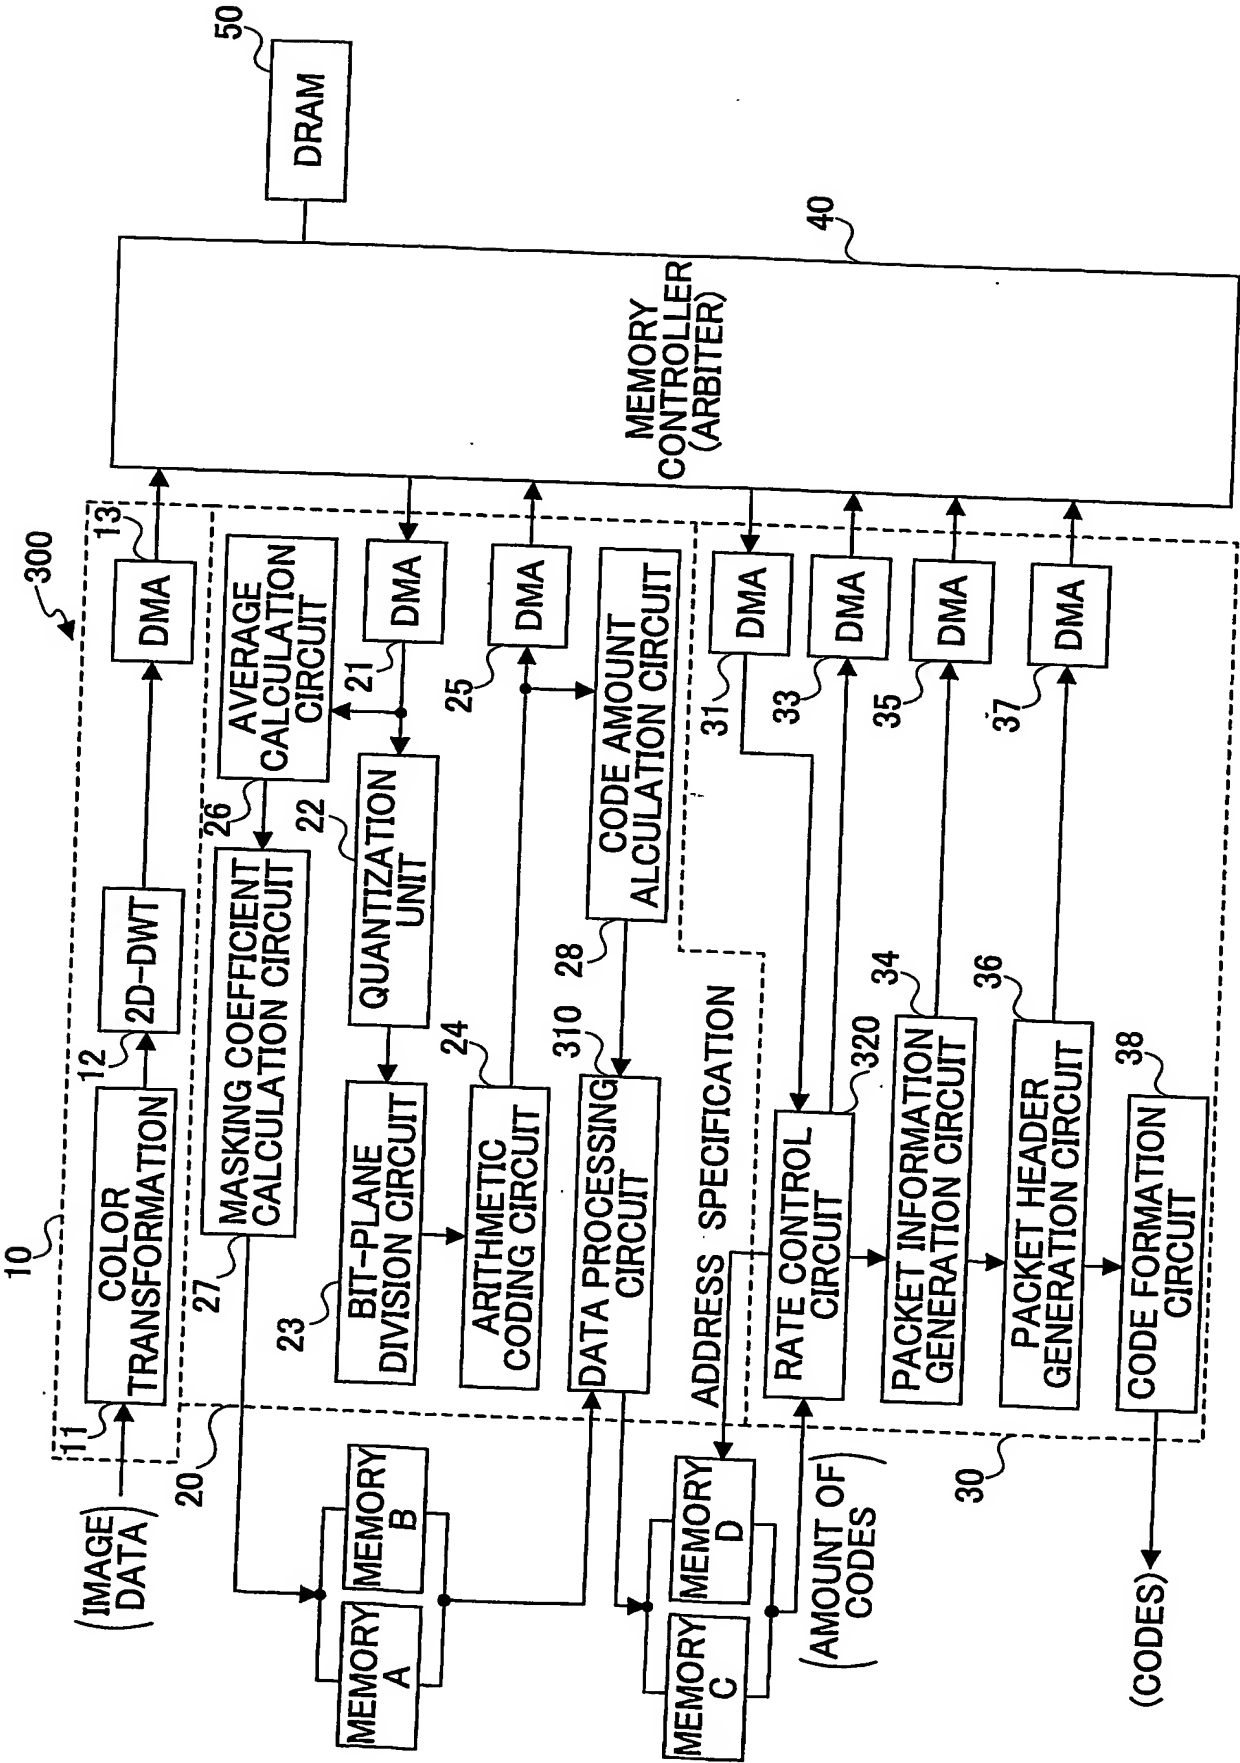 300
10
11
COLOR
TRANSFORMATION
12
2D-DWT
13
DMA
(IMAGE
DATA)
20
27
MASKING COEFFICIENT
CALCULATION CIRCUIT
26
AVERAGE
CALCULATION
CIRCUIT
21
DMA
22
QUANTIZATION
UNIT
23
BIT-PLANE
DIVISION CIRCUIT
24
ARITHMETIC
CODING CIRCUIT
25
DMA
MEMORY
A
MEMORY
B
310
DATA PROCESSING
CIRCUIT
28
CODE AMOUNT
ALCULATION CIRCUIT
MEMORY
C
MEMORY
D
ADDRESS SPECIFICATION
(AMOUNT OF
CODES)
30
320
RATE CONTROL
CIRCUIT
31
DMA
33
DMA
34
PACKET INFORMATION
GENERATION CIRCUIT
35
DMA
36
PACKET HEADER
GENERATION CIRCUIT
37
DMA
38
CODE FORMATION
CIRCUIT
(CODES)
40
MEMORY
CONTROLLER
(ARBITER)
50
DRAM